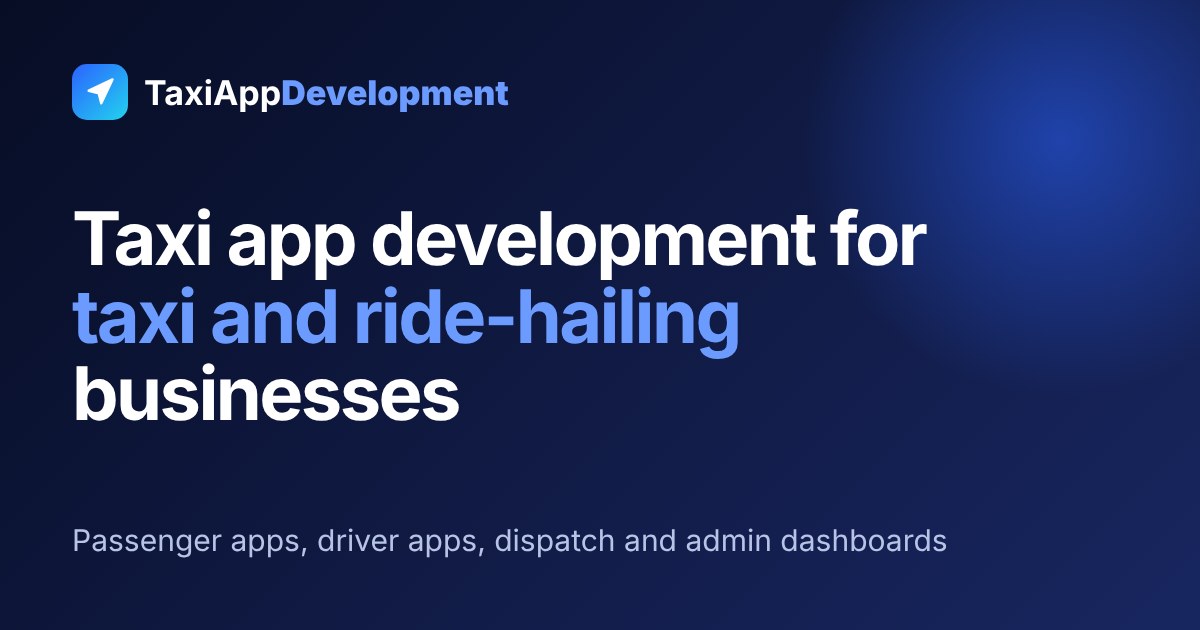 TaxiAppDevelopment
Taxi app development for
taxi and ride-hailing
businesses
Passenger apps, driver apps, dispatch and admin dashboards